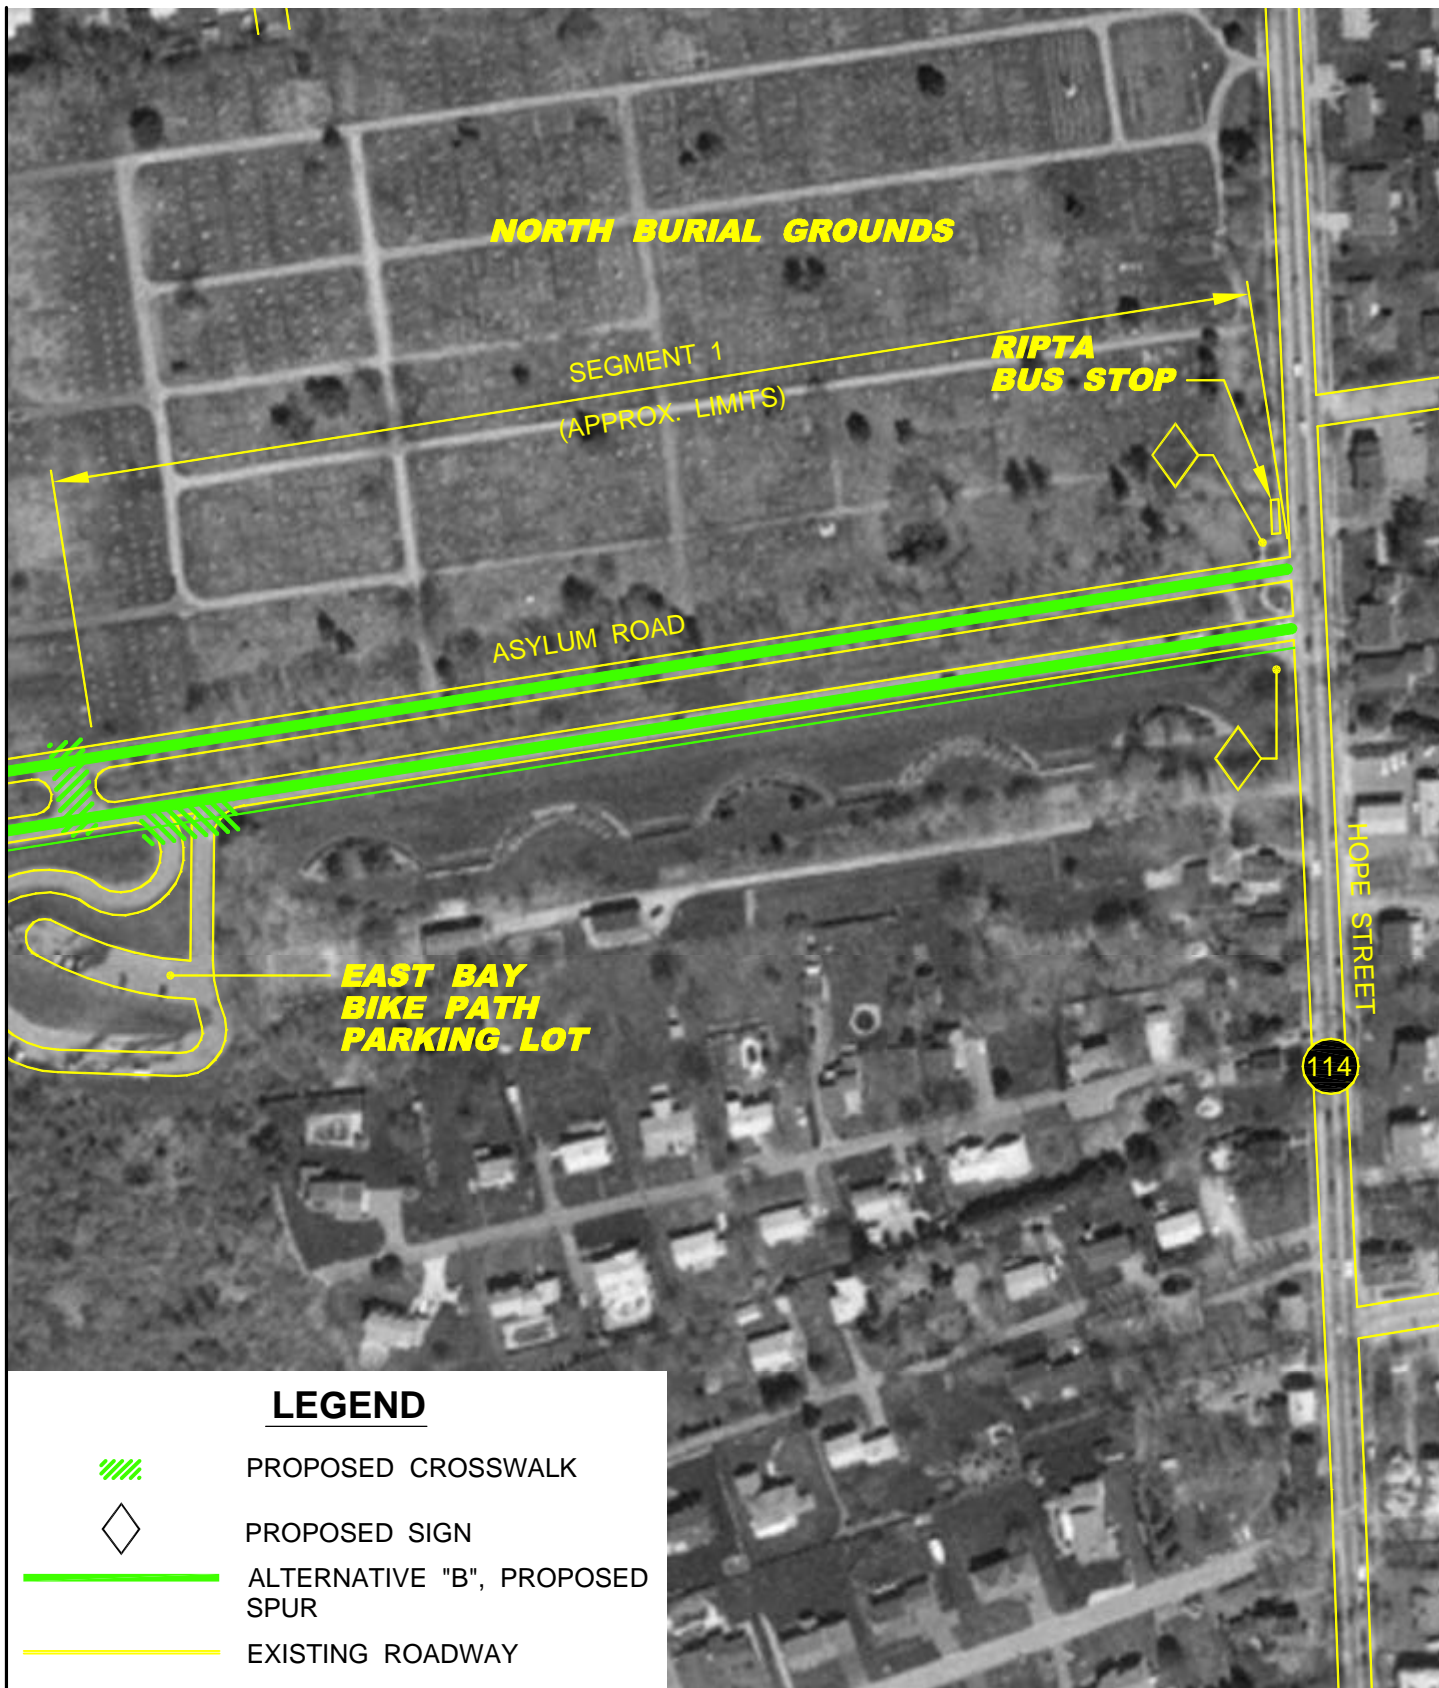 NORTH BURIAL GROUNDS
SEGMENT 1
(APPROX. LIMITS)
RIPTA
BUS STOP
ASYLUM ROAD
HOPE STREET
EAST BAY
BIKE PATH
PARKING LOT
114
LEGEND
PROPOSED CROSSWALK
PROPOSED SIGN
ALTERNATIVE "B", PROPOSED
SPUR
EXISTING ROADWAY